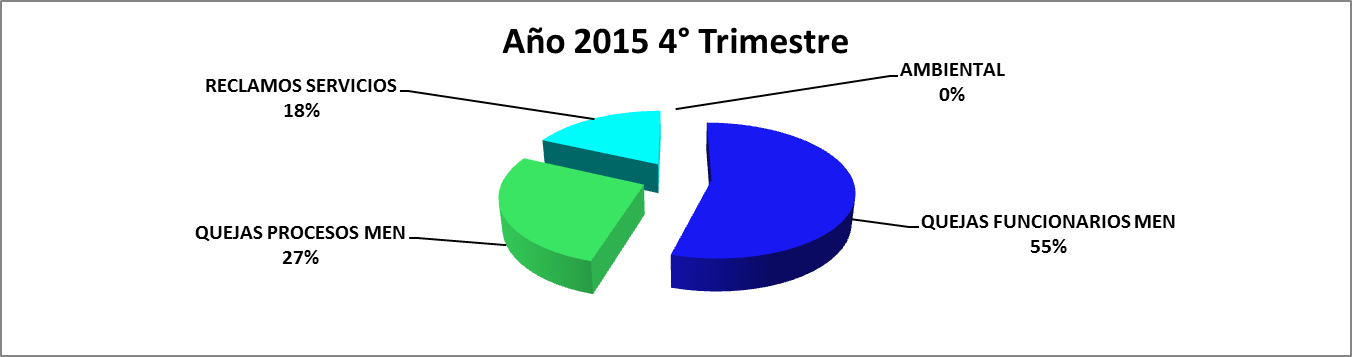 Año 2015 4° Trimestre
RECLAMOS SERVICIOS
18%
AMBIENTAL
0%
QUEJAS PROCESOS MEN
27%
QUEJAS FUNCIONARIOS MEN
55%